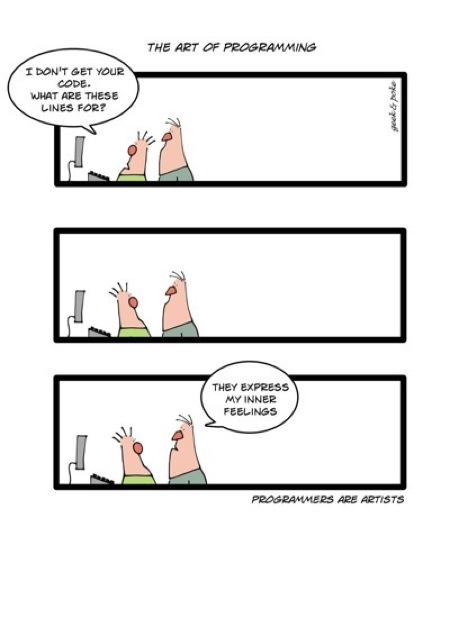 THE ART OF PROGRAMMING
I DON'T GET YOUR
CODE.
WHAT ARE THESE
LINES FOR?
geek & poke
THEY EXPRESS
MY INNER
FEELINGS
PROGRAMMERS ARE ARTISTS